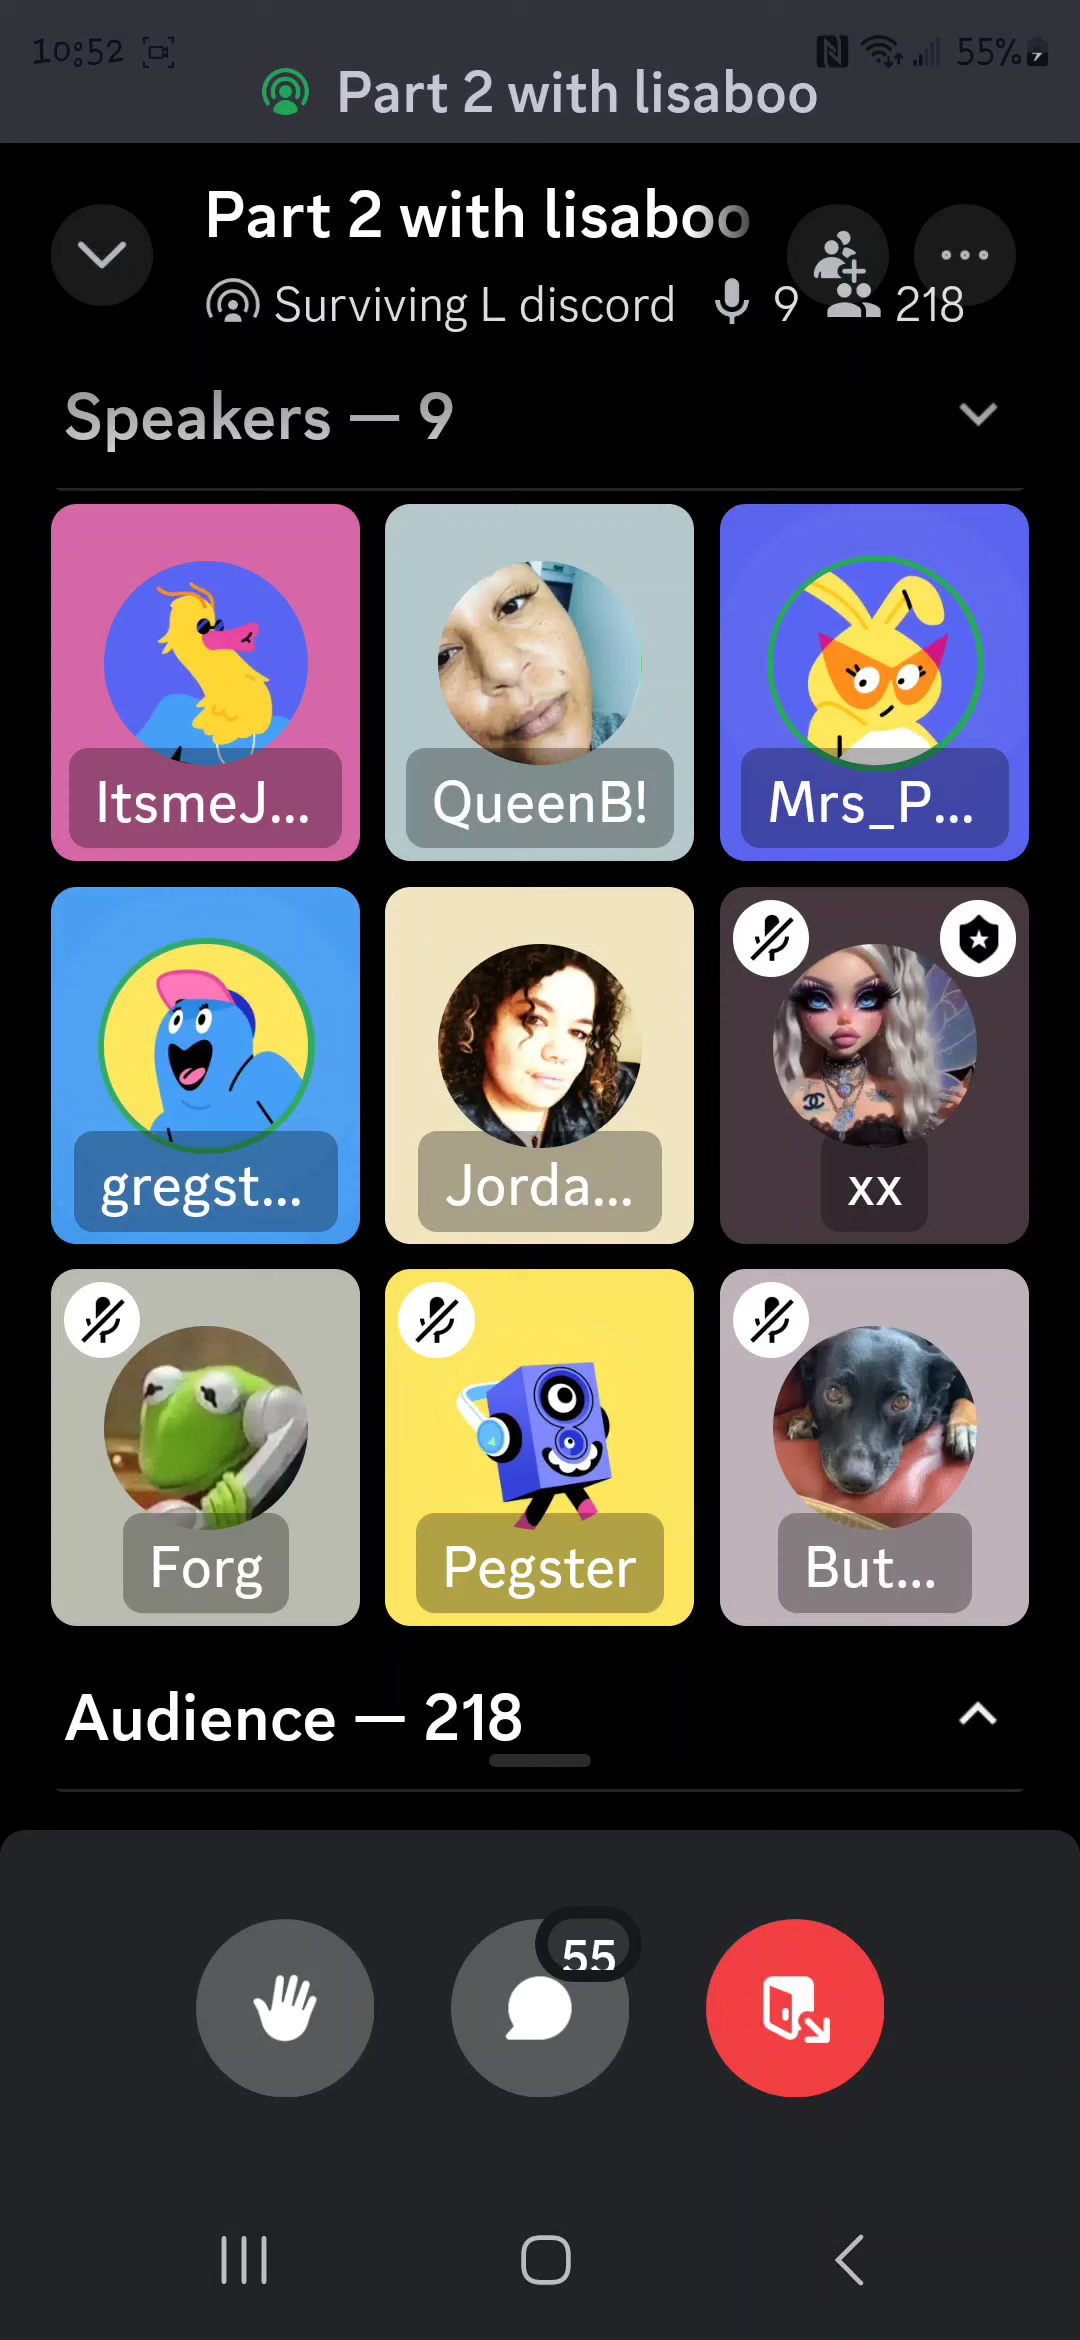 10:52 55%
Part 2 with lisaboo
Part 2 with lisaboo
Surviving L discord 9 218
Speakers — 9
ItsmeJ... QueenB! Mrs_P...
gregst... Jorda... xx
Forg Pegster But...
Audience — 218
55